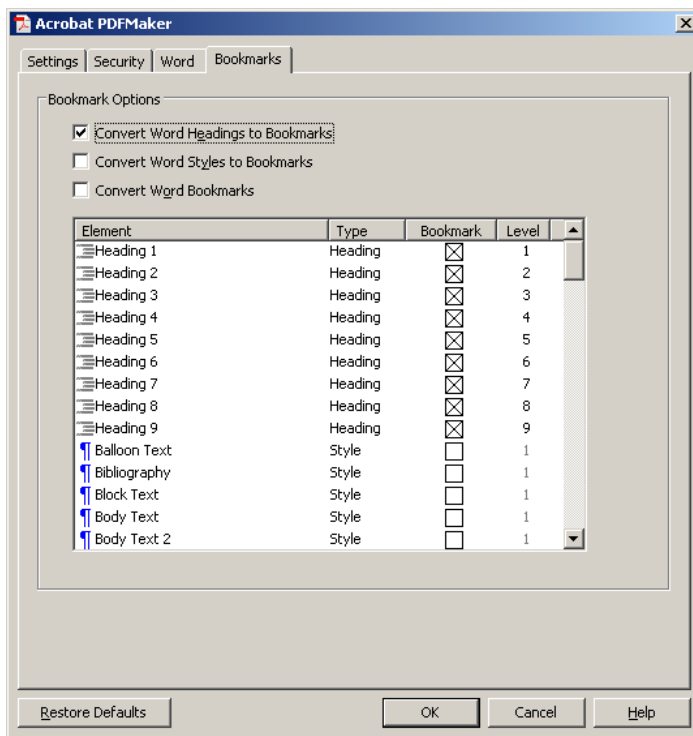 Acrobat PDFMaker
Settings Security Word Bookmarks
Bookmark Options
Convert Word Headings to Bookmarks
Convert Word Styles to Bookmarks
Convert Word Bookmarks
Element Type Bookmark Level
Heading 1 Heading 1
Heading 2 Heading 2
Heading 3 Heading 3
Heading 4 Heading 4
Heading 5 Heading 5
Heading 6 Heading 6
Heading 7 Heading 7
Heading 8 Heading 8
Heading 9 Heading 9
¶ Balloon Text Style 1
¶ Bibliography Style 1
¶ Block Text Style 1
¶ Body Text Style 1
¶ Body Text 2 Style 1
Restore Defaults OK Cancel Help